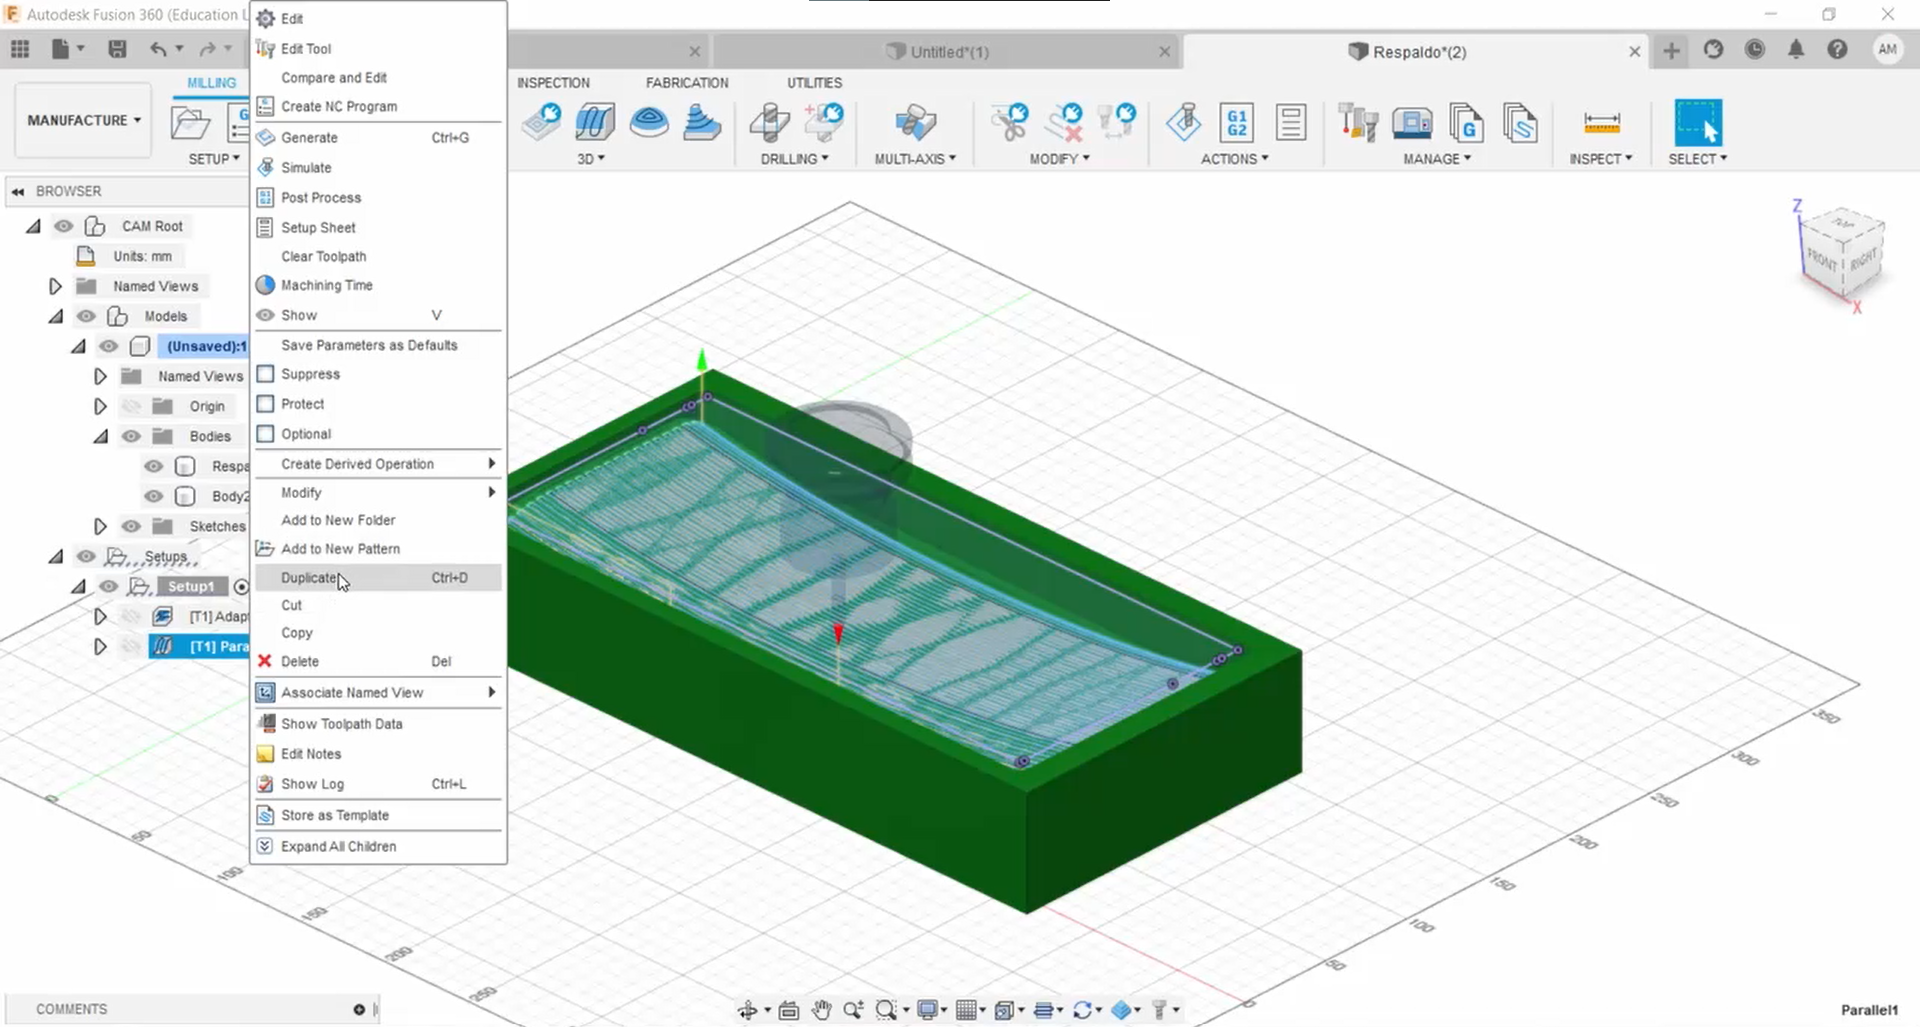 Autodesk Fusion 360 (Education L
Untitled*(1)
Respaldo*(2)
AM
MANUFACTURE
MILLING
INSPECTION
FABRICATION
UTILITIES
SETUP
3D
DRILLING
MULTI-AXIS
MODIFY
G1
G2
ACTIONS
G
MANAGE
INSPECT
SELECT
BROWSER
CAM Root
Units: mm
Named Views
Models
(Unsaved):1
Named Views
Origin
Bodies
Respa
Body2
Sketches
Setups
Setup1
[T1] Adapt
[T1] Para
Edit
Edit Tool
Compare and Edit
Create NC Program
Generate Ctrl+G
Simulate
Post Process
Setup Sheet
Clear Toolpath
Machining Time
Show V
Save Parameters as Defaults
Suppress
Protect
Optional
Create Derived Operation
Modify
Add to New Folder
Add to New Pattern
Duplicate Ctrl+D
Cut
Copy
Delete Del
Associate Named View
Show Toolpath Data
Edit Notes
Show Log Ctrl+L
Store as Template
Expand All Children
Z
TOP
FRONT
RIGHT
X
350
300
250
200
150
100
50
0
0
50
100
150
200
250
COMMENTS
Parallel1